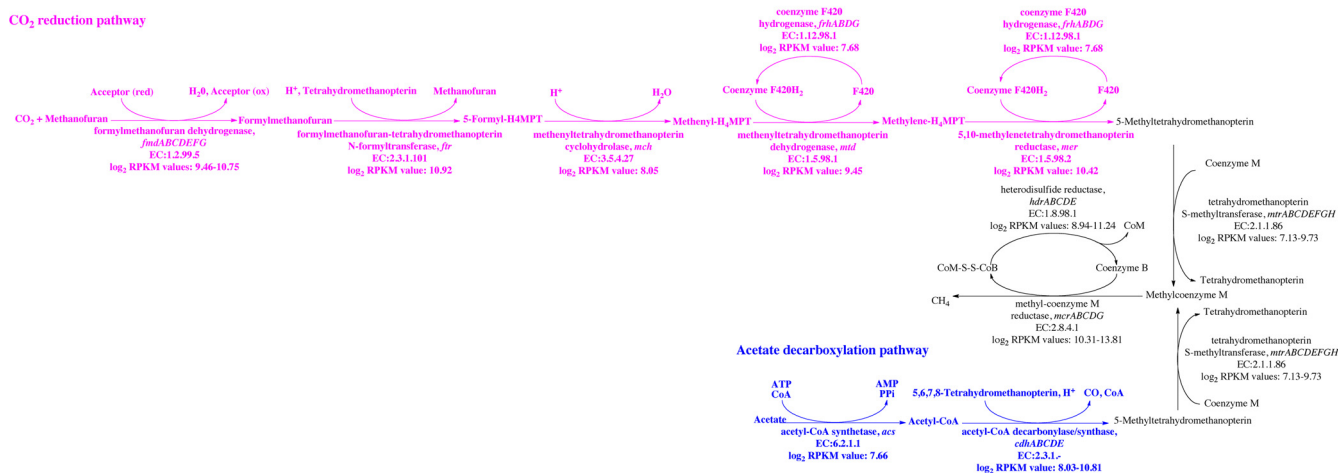 CO2 reduction pathway
coenzyme F420
hydrogenase, frhABDG
EC:1.12.98.1
log2 RPKM value: 7.68
coenzyme F420
hydrogenase, frhABDG
EC:1.12.98.1
log2 RPKM value: 7.68
Acceptor (red)
H20, Acceptor (ox)
H+, Tetrahydromethanopterin
Methanofuran
H+
H2O
Coenzyme F420H2
F420
Coenzyme F420H2
F420
CO2 + Methanofuran
Formylmethanofuran
5-Formyl-H4MPT
Methenyl-H4MPT
Methylene-H4MPT
5-Methyltetrahydromethanopterin
formylmethanofuran dehydrogenase,
fmdABCDEFG
EC:1.2.99.5
log2 RPKM values: 9.46-10.75
formylmethanofuran-tetrahydromethanopterin
N-formyltransferase, ftr
EC:2.3.1.101
log2 RPKM values: 10.92
methenyltetrahydromethanopterin
cyclohydrolase, mch
EC:3.5.4.27
log2 RPKM values: 8.05
methenyltetrahydromethanopterin
dehydrogenase, mtd
EC:1.5.98.1
log2 RPKM values: 9.45
5,10-methylenetetrahydromethanopterin
reductase, mer
EC:1.5.98.2
log2 RPKM values: 10.42
Coenzyme M
tetrahydromethanopterin
S-methyltransferase, mtrABCDEFGH
EC:2.1.1.86
log2 RPKM values: 7.13-9.73
Tetrahydromethanopterin
heterodisulfide reductase,
hdrABCDE
EC:1.8.98.1
log2 RPKM values: 8.94-11.24
CoM
CoM-S-S-CoB
Coenzyme B
CH4
Methylcoenzyme M
methyl-coenzyme M
reductase, mcrABCDG
EC:2.8.4.1
log2 RPKM values: 10.31-13.81
Tetrahydromethanopterin
tetrahydromethanopterin
S-methyltransferase, mtrABCDEFGH
EC:2.1.1.86
log2 RPKM values: 7.13-9.73
Coenzyme M
Acetate decarboxylation pathway
ATP
CoA
AMP
PPi
5,6,7,8-Tetrahydromethanopterin, H+
CO, CoA
Acetate
Acetyl-CoA
5-Methyltetrahydromethanopterin
acetyl-CoA synthetase, acs
EC:6.2.1.1
log2 RPKM value: 7.66
acetyl-CoA decarbonylase/synthase,
cdhABCDE
EC:2.3.1.-
log2 RPKM value: 8.03-10.81